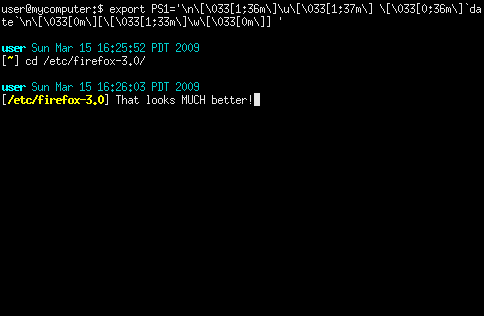 user@mycomputer:$ export PS1='\n\[\033[1;36m\]\u\[\033[1;37m\] \[\033[0;36m\]`da
te`\n\[\033[0m\][\[\033[1;33m\]\w\[\033[0m\]] '
user Sun Mar 15 16:25:52 PDT 2009
[~] cd /etc/firefox-3.0/
user Sun Mar 15 16:26:03 PDT 2009
[/etc/firefox-3.0] That looks MUCH better!